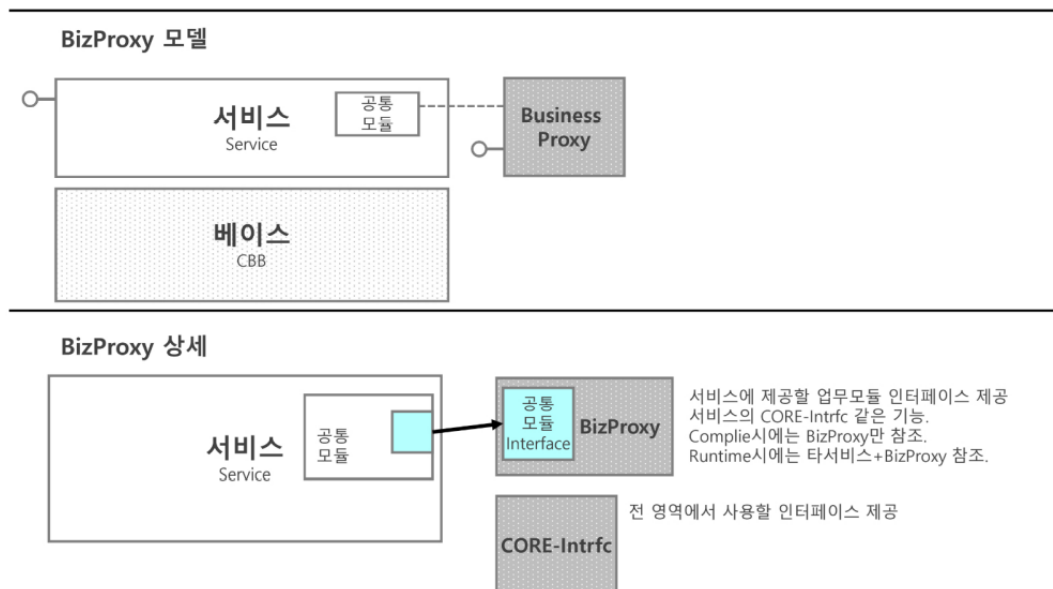 BizProxy 모델
서비스
Service
공통
모듈
Business
Proxy
베이스
CBB
BizProxy 상세
서비스
Service
공통
모듈
공통
모듈
Interface
BizProxy
서비스에 제공할 업무모듈 인터페이스 제공
서비스의 CORE-Intrfc 같은 기능.
Complie시에는 BizProxy만 참조.
Runtime시에는 타서비스+BizProxy 참조.
CORE-Intrfc
전 영역에서 사용할 인터페이스 제공